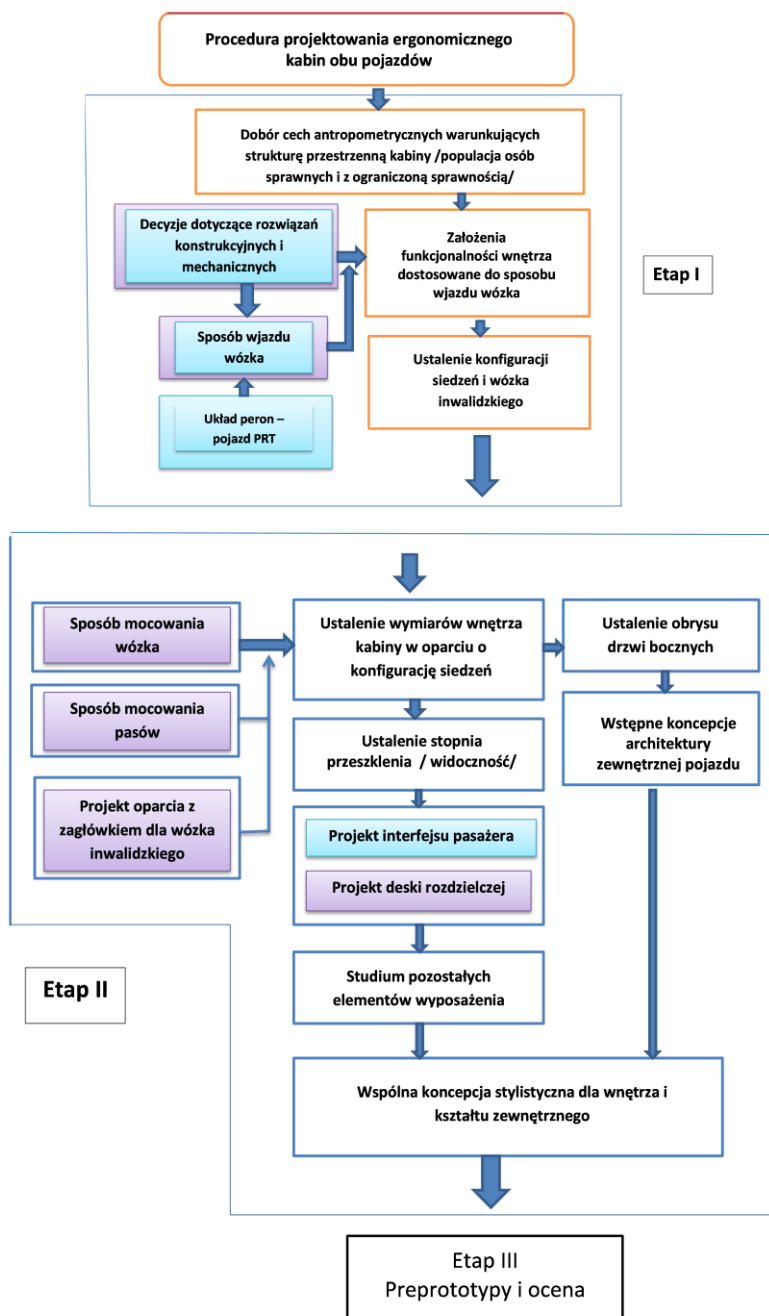 Procedura projektowania ergonomicznego
kabin obu pojazdów
Dobór cech antropometrycznych warunkujących
strukturę przestrzenną kabiny /populacja osób
sprawnych i z ograniczoną sprawnością/
Decyzje dotyczące rozwiązań
konstrukcyjnych i
mechanicznych
Założenia
funkcjonalności wnętrza
dostosowane do sposobu
wjazdu wózka
Etap I
Sposób wjazdu
wózka
Ustalenie konfiguracji
siedzeń i wózka
inwalidzkiego
Układ peron –
pojazd PRT
Sposób mocowania
wózka
Ustalenie wymiarów wnętrza
kabiny w oparciu o
konfigurację siedzeń
Ustalenie obrysu
drzwi bocznych
Sposób mocowania
pasów
Ustalenie stopnia
przeszklenia / widoczność/
Wstępne koncepcje
architektury
zewnętrznej pojazdu
Projekt oparcia z
zagłówkiem dla wózka
inwalidzkiego
Projekt interfejsu pasażera
Projekt deski rozdzielczej
Etap II
Studium pozostałych
elementów wyposażenia
Wspólna koncepcja stylistyczna dla wnętrza i
kształtu zewnętrznego
Etap III
Preprototypy i ocena